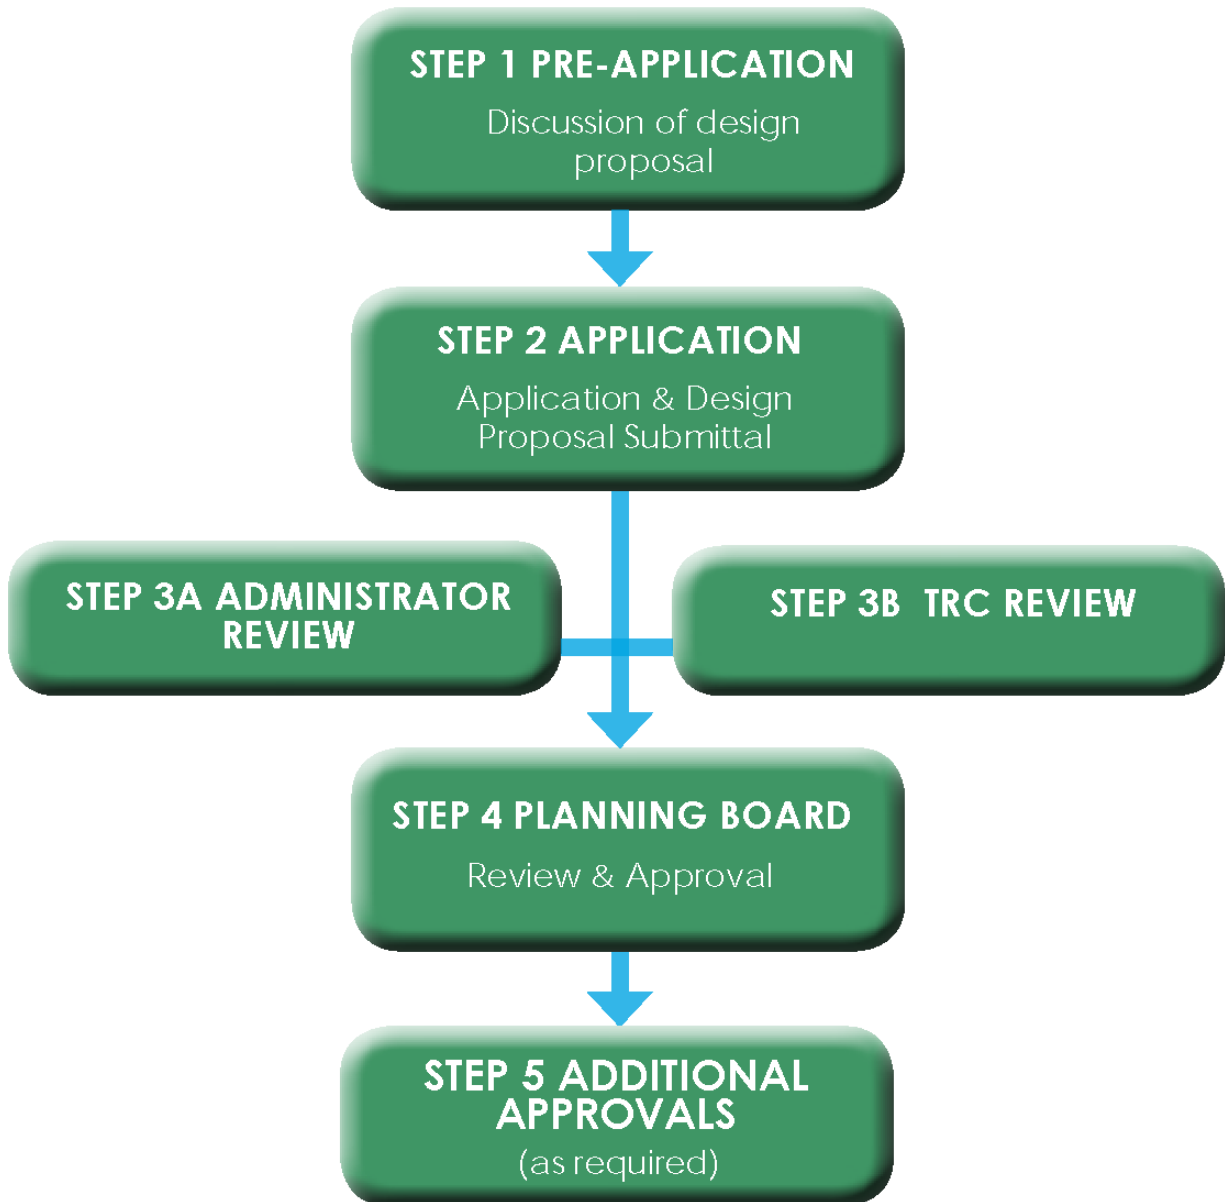 STEP 1 PRE-APPLICATION
Discussion of design
proposal
STEP 2 APPLICATION
Application & Design
Proposal Submittal
STEP 3A ADMINISTRATOR
REVIEW
STEP 3B TRC REVIEW
STEP 4 PLANNING BOARD
Review & Approval
STEP 5 ADDITIONAL
APPROVALS
(as required)